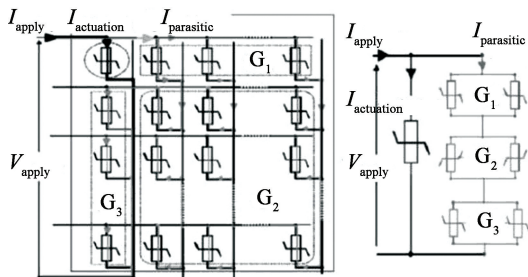 I_apply I_actuation I_parasitic
G_1
V_apply
G_3 G_2
I_apply
I_parasitic
I_actuation
G_1
V_apply
G_2
G_3